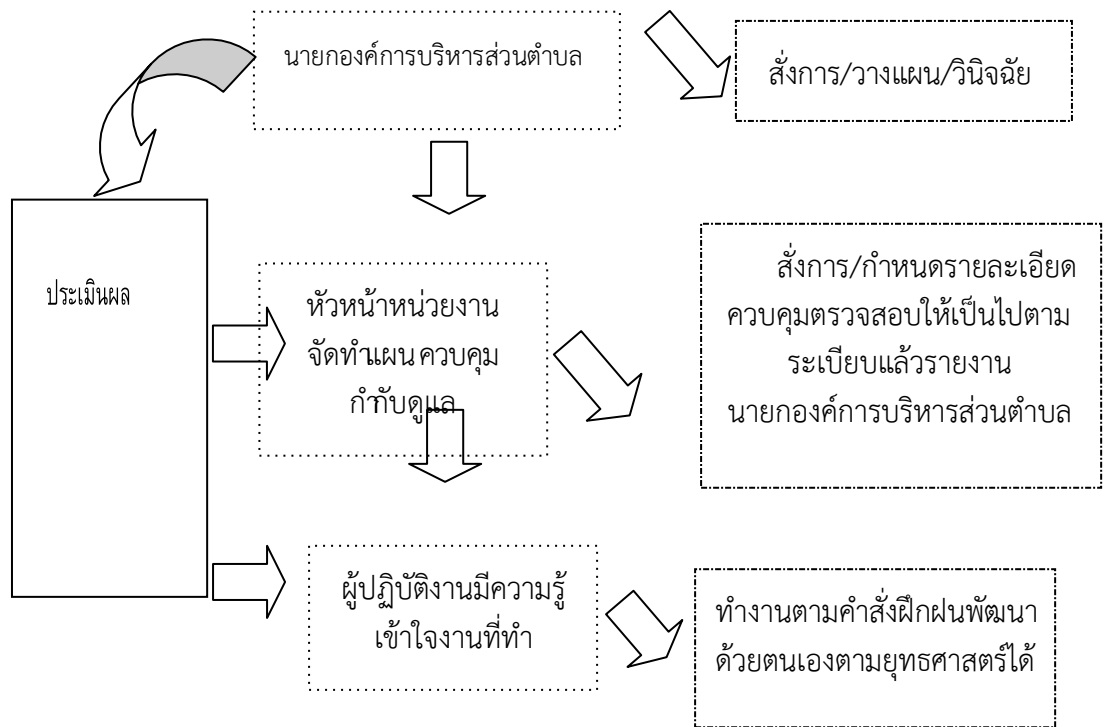 นายกองค์การบริหารส่วนตำบล
สั่งการ/วางแผน/วินิจฉัย
ประเมินผล
หัวหน้าหน่วยงาน
จัดทำแผน ควบคุม
กำกับดูแล
สั่งการ/กำหนดรายละเอียด
ควบคุมตรวจสอบให้เป็นไปตาม
ระเบียบแล้วรายงาน
นายกองค์การบริหารส่วนตำบล
ผู้ปฏิบัติงานมีความรู้
เข้าใจงานที่ทำ
ทำงานตามคำสั่งฝึกฝนพัฒนา
ด้วยตนเองตามยุทธศาสตร์ได้